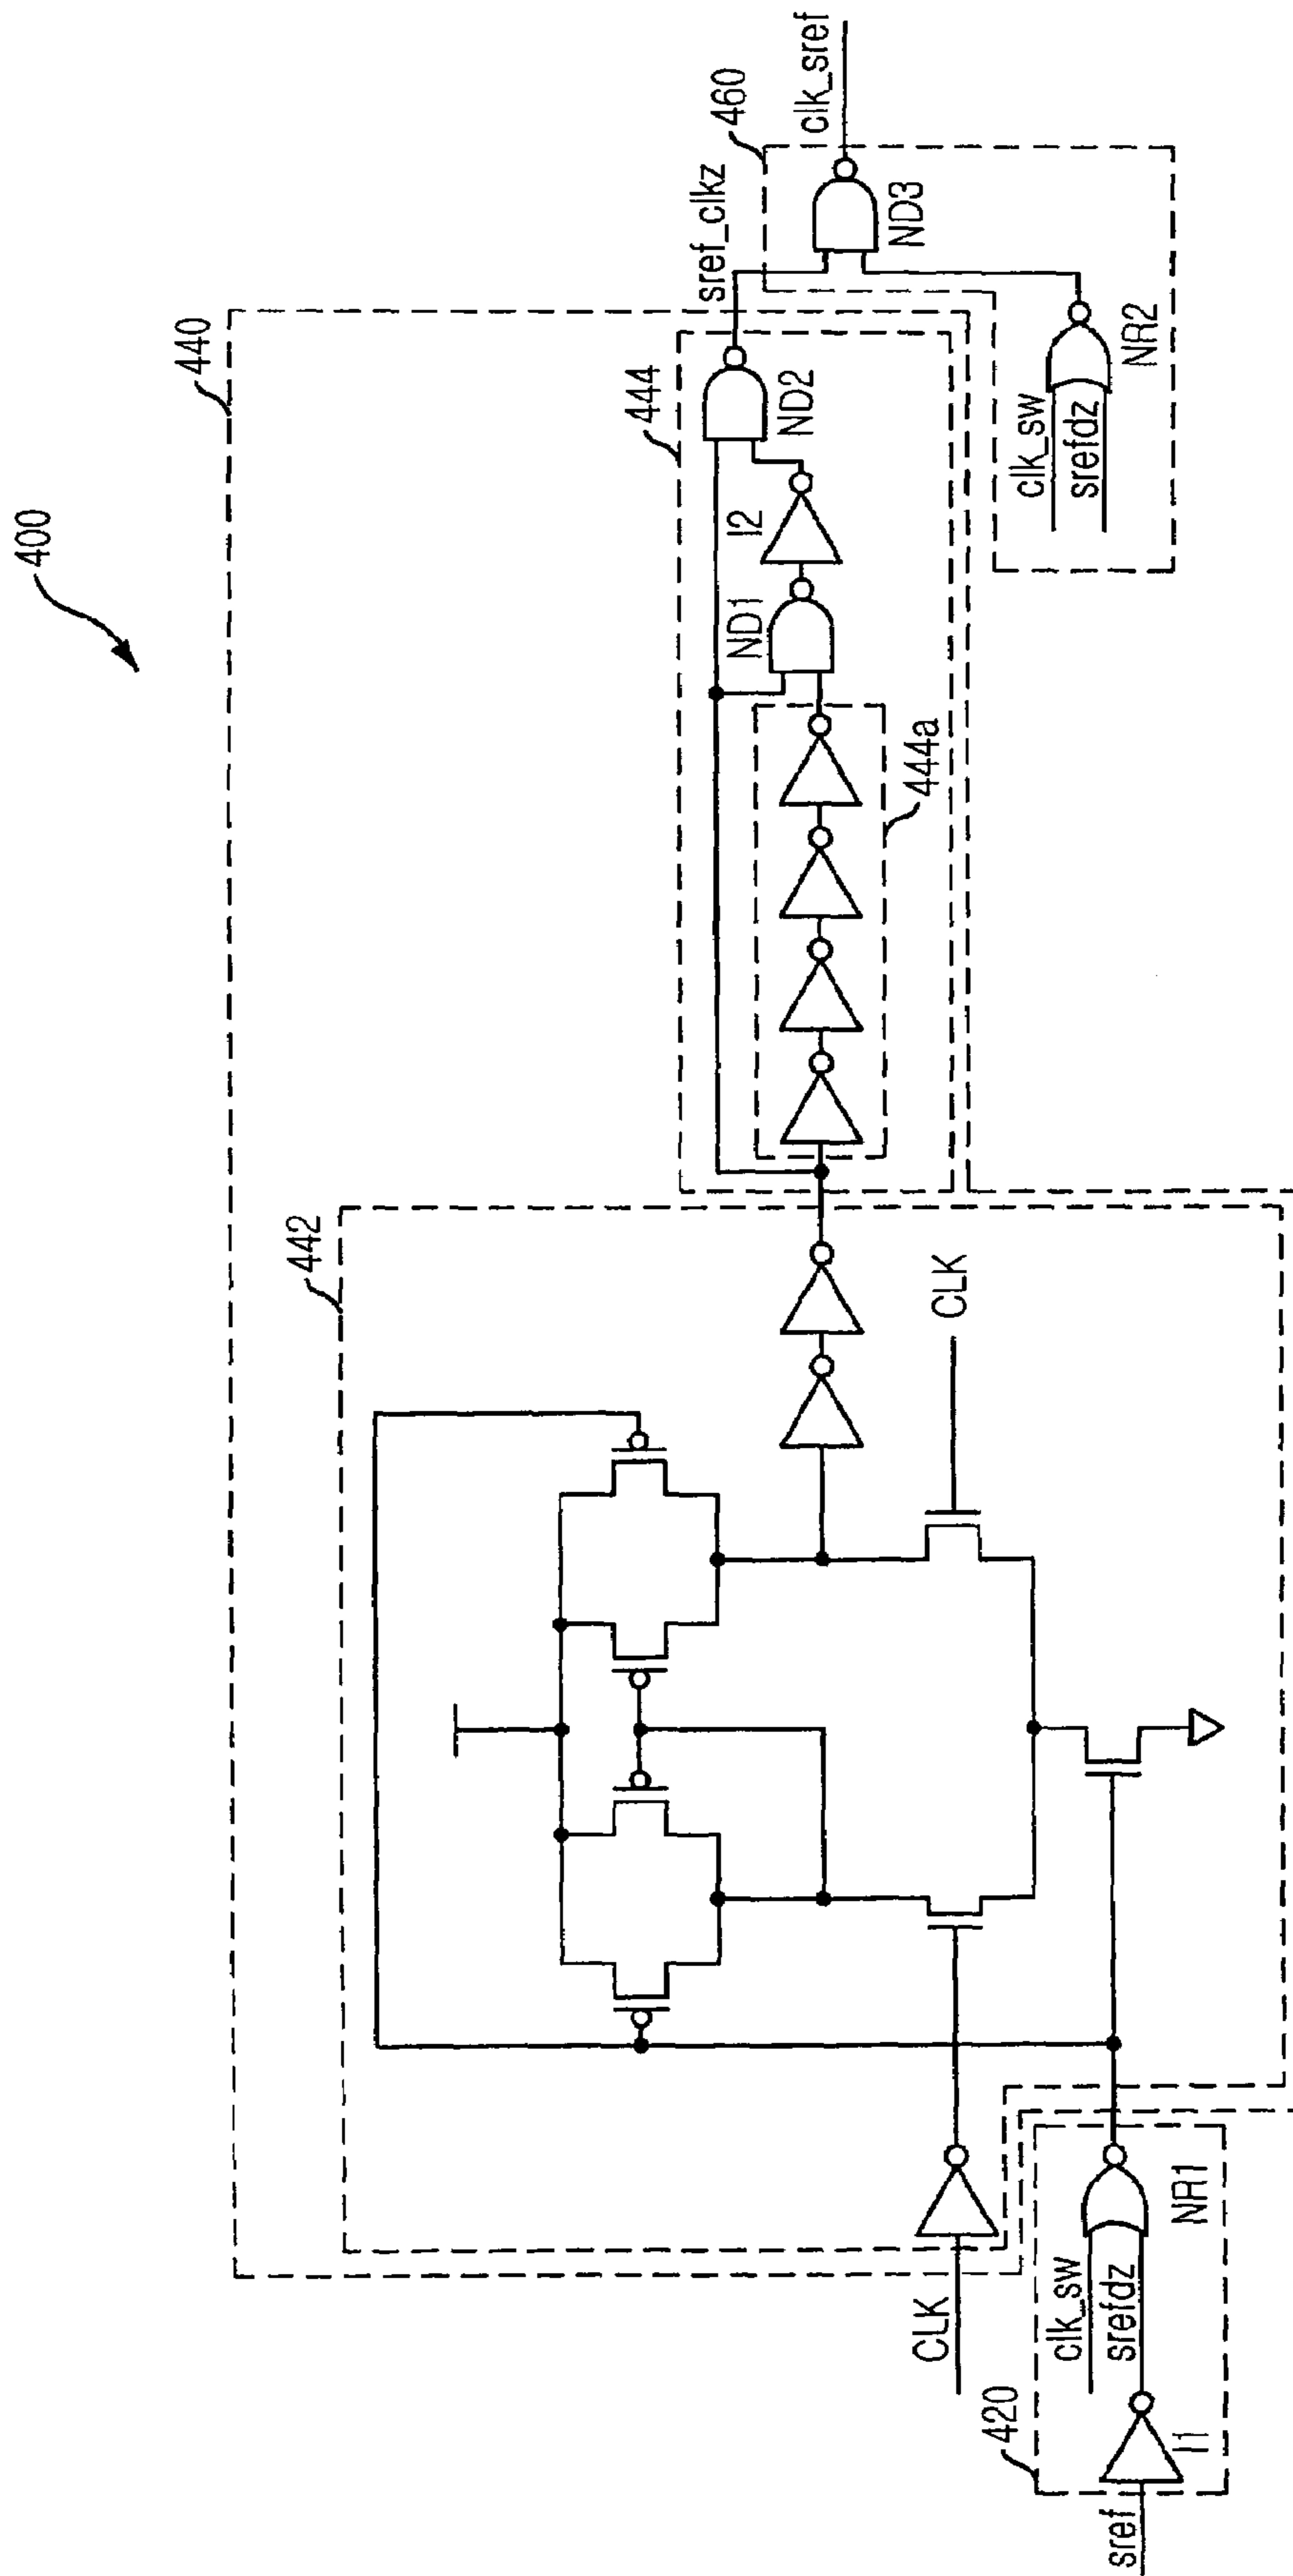 400
440
442
444
444a
460
420
sref
I1
clk_sw
srefdz
NR1
CLK
CLK
ND1
I2
ND2
sref_clkz
clk_sw
srefdz
NR2
ND3
clk_sref